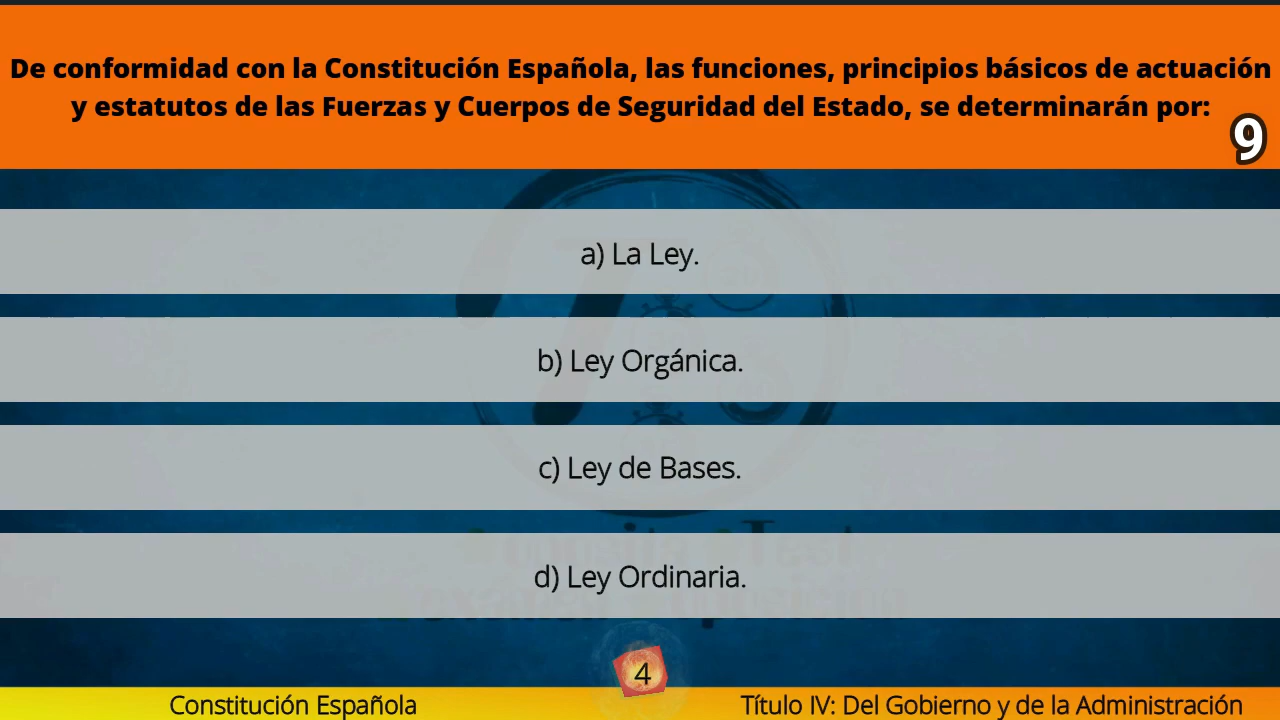 De conformidad con la Constitución Española, las funciones, principios básicos de actuación
y estatutos de las Fuerzas y Cuerpos de Seguridad del Estado, se determinarán por:
9
a) La Ley.
b) Ley Orgánica.
c) Ley de Bases.
d) Ley Ordinaria.
4
Constitución Española
Título IV: Del Gobierno y de la Administración